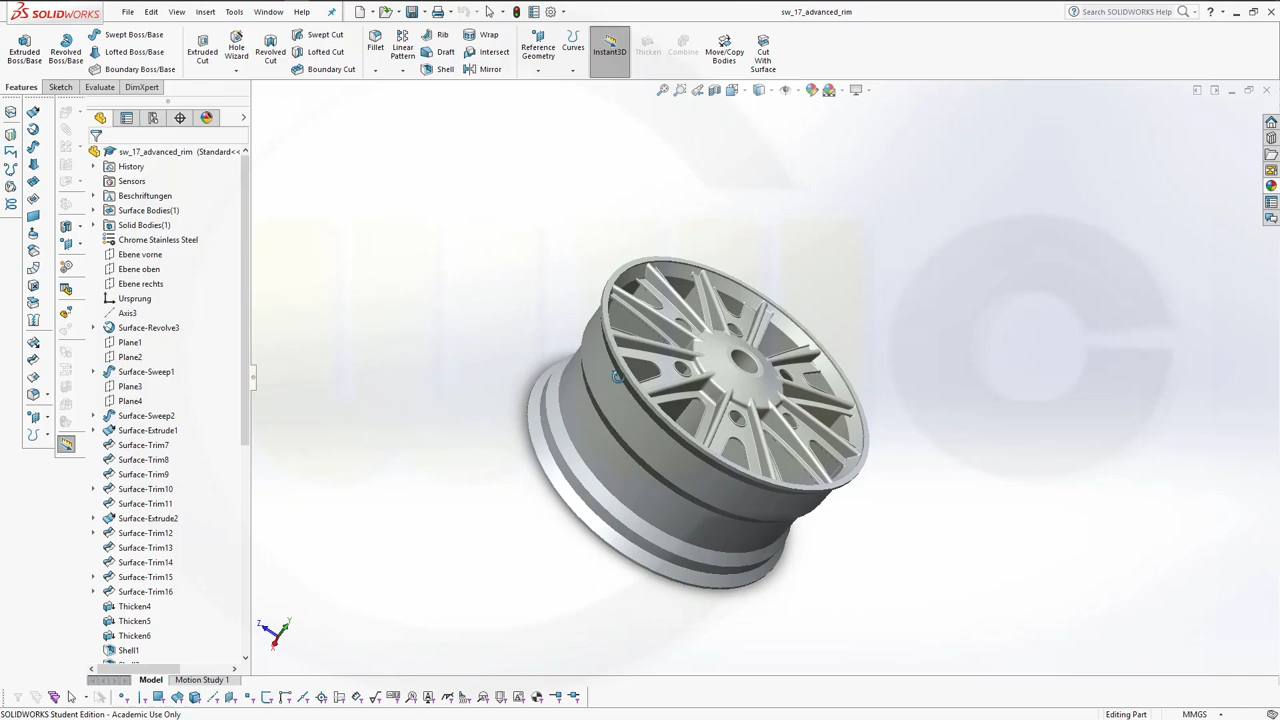 SOLIDWORKS File Edit View Insert Tools Window Help sw_17_advanced_rim Search SOLIDWORKS Help
Extruded Boss/Base
Revolved Boss/Base
Swept Boss/Base
Lofted Boss/Base
Boundary Boss/Base
Extruded Cut
Hole Wizard
Revolved Cut
Swept Cut
Lofted Cut
Boundary Cut
Fillet
Linear Pattern
Rib
Draft
Shell
Wrap
Intersect
Mirror
Reference Geometry
Curves
Instant3D
Thicken
Combine
Move/Copy Bodies
Cut With Surface
Features Sketch Evaluate DimXpert
sw_17_advanced_rim (Standard<<
History
Sensors
Beschriftungen
Surface Bodies(1)
Solid Bodies(1)
Chrome Stainless Steel
Ebene vorne
Ebene oben
Ebene rechts
Ursprung
Axis3
Surface-Revolve3
Plane1
Plane2
Surface-Sweep1
Plane3
Plane4
Surface-Sweep2
Surface-Extrude1
Surface-Trim7
Surface-Trim8
Surface-Trim9
Surface-Trim10
Surface-Trim11
Surface-Extrude2
Surface-Trim12
Surface-Trim13
Surface-Trim14
Surface-Trim15
Surface-Trim16
Thicken4
Thicken5
Thicken6
Shell1
Z Y X
Model Motion Study 1
SOLIDWORKS Student Edition - Academic Use Only Editing Part MMGS